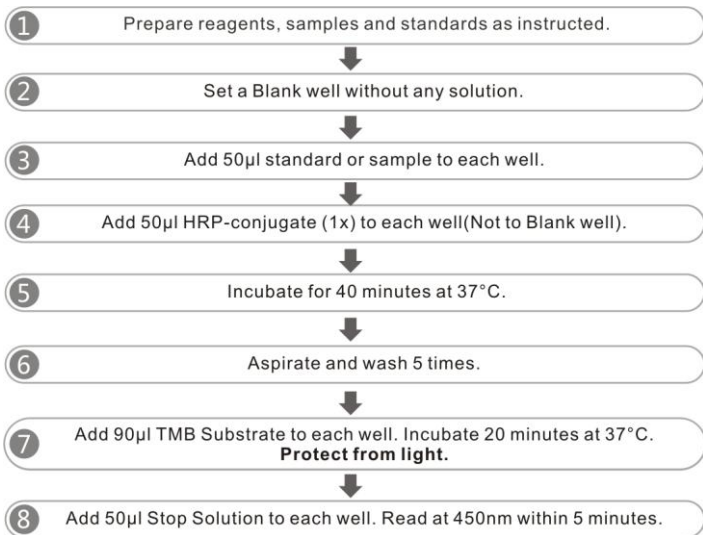 1 Prepare reagents, samples and standards as instructed.
2 Set a Blank well without any solution.
3 Add 50μl standard or sample to each well.
4 Add 50μl HRP-conjugate (1x) to each well(Not to Blank well).
5 Incubate for 40 minutes at 37°C.
6 Aspirate and wash 5 times.
7 Add 90μl TMB Substrate to each well. Incubate 20 minutes at 37°C.
Protect from light.
8 Add 50μl Stop Solution to each well. Read at 450nm within 5 minutes.